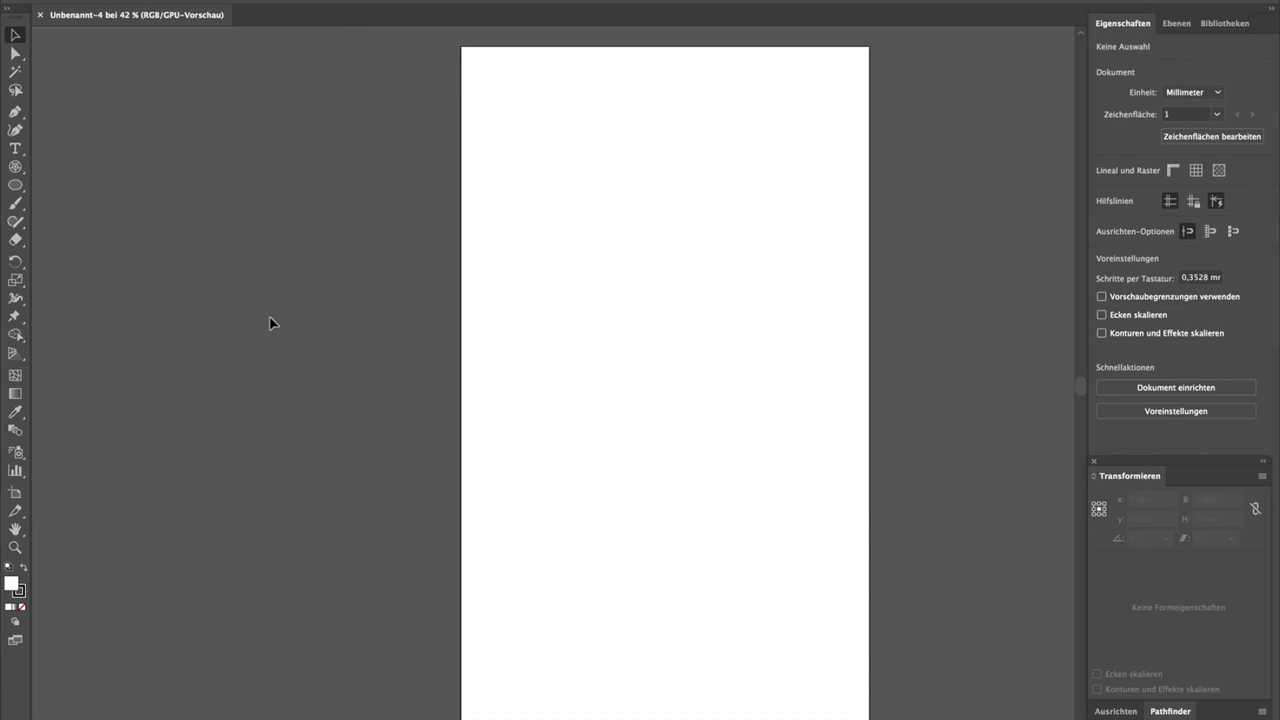 Unbenannt-4 bei 42 % (RGB/GPU-Vorschau)
Eigenschaften Ebenen Bibliotheken
Keine Auswahl
Dokument
Einheit: Millimeter
Zeichenfläche: 1
Zeichenflächen bearbeiten
Lineal und Raster
Hilfslinien
Ausrichten-Optionen
Voreinstellungen
Schritte per Tastatur: 0,3528 mr
Vorschaubegrenzungen verwenden
Ecken skalieren
Konturen und Effekte skalieren
Schnellaktionen
Dokument einrichten
Voreinstellungen
Transformieren
x: B:
y: H:
Keine Formeigenschaften
Ecken skalieren
Konturen und Effekte skalieren
Ausrichten Pathfinder